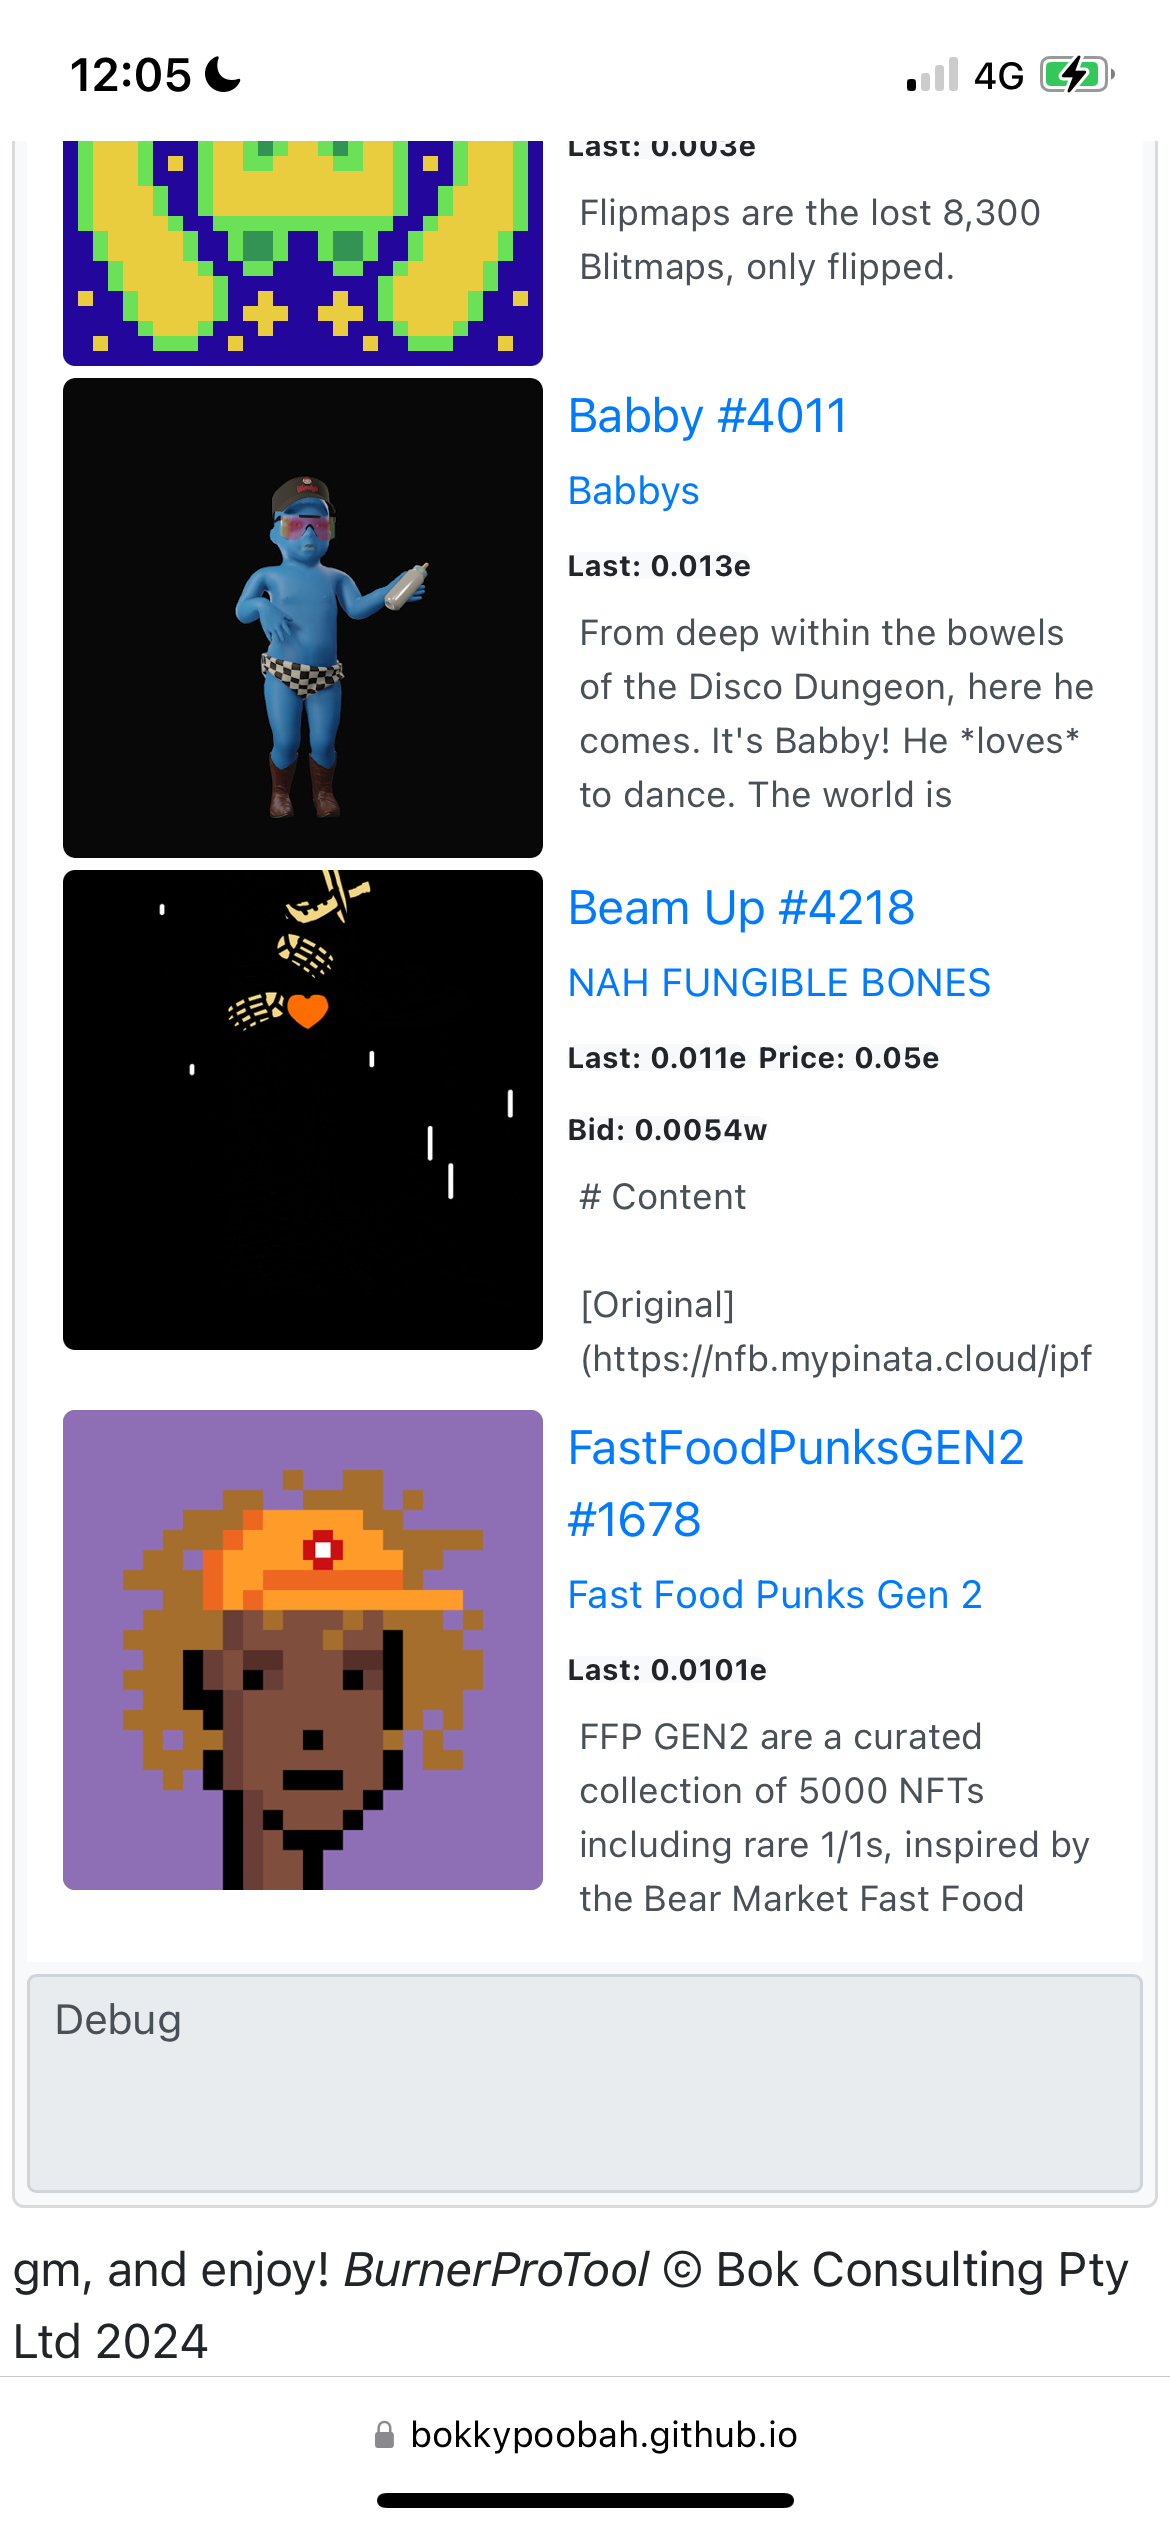 12:05
4G
Last: 0.003e
Flipmaps are the lost 8,300
Blitmaps, only flipped.
Babby #4011
Babbys
Last: 0.013e
From deep within the bowels
of the Disco Dungeon, here he
comes. It's Babby! He *loves*
to dance. The world is
Beam Up #4218
NAH FUNGIBLE BONES
Last: 0.011e Price: 0.05e
Bid: 0.0054w
# Content
[Original]
(https://nfb.mypinata.cloud/ipf
FastFoodPunksGEN2
#1678
Fast Food Punks Gen 2
Last: 0.0101e
FFP GEN2 are a curated
collection of 5000 NFTs
including rare 1/1s, inspired by
the Bear Market Fast Food
Debug
gm, and enjoy! BurnerProTool © Bok Consulting Pty
Ltd 2024
bokkypoobah.github.io